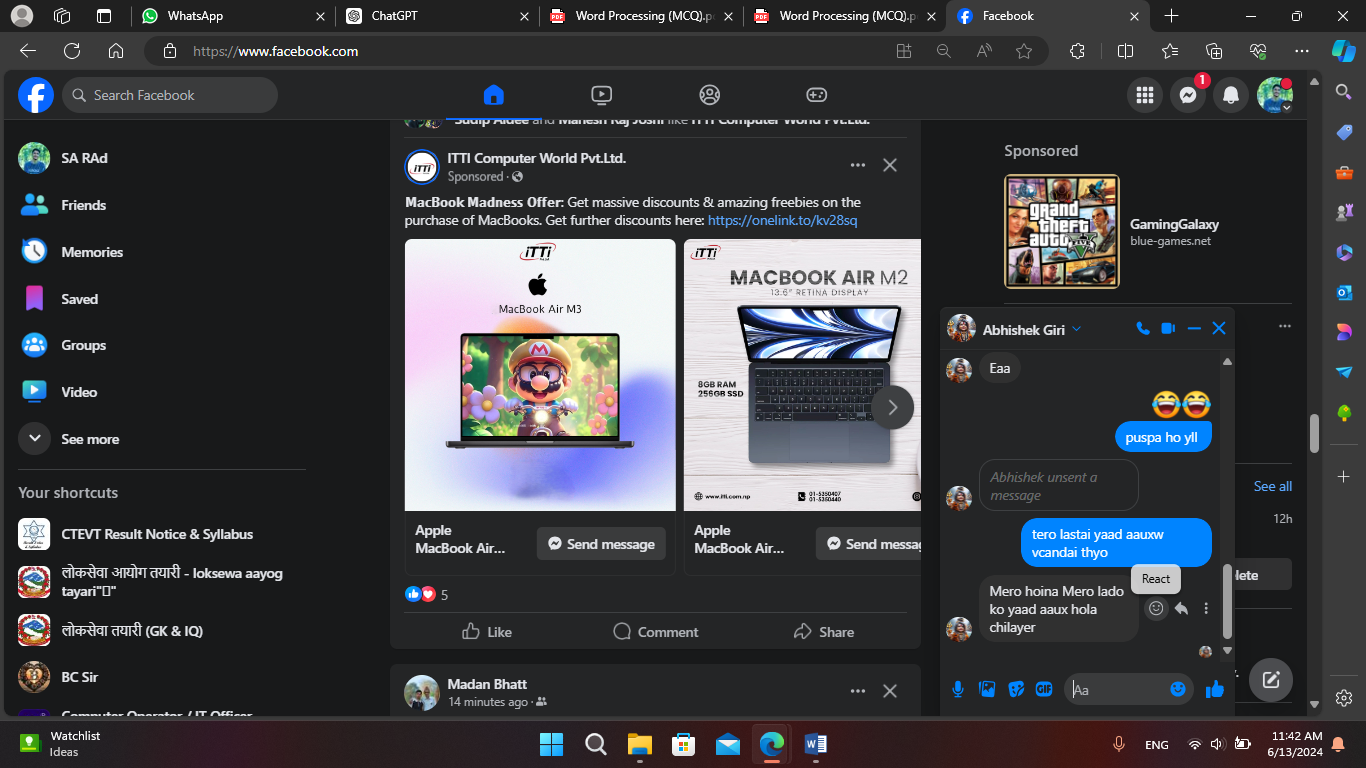 WhatsApp
ChatGPT
Word Processing (MCQ).p
Word Processing (MCQ).p
Facebook
https://www.facebook.com
Search Facebook
1
SA RAd
Friends
Memories
Saved
Groups
Video
See more
Your shortcuts
CTEVT Result Notice & Syllabus
लोकसेवा आयोग तयारी - loksewa aayog
tayari"▯"
लोकसेवा तयारी (GK & IQ)
BC Sir
Computer Operator / IT Officer
Sudip Aidee and Mahesh Raj Joshi like ITTI Computer World Pvt.Ltd.
ITTI Computer World Pvt.Ltd.
Sponsored ·
MacBook Madness Offer: Get massive discounts & amazing freebies on the
purchase of MacBooks. Get further discounts here: https://onelink.to/kv28sq
iTTi
MacBook Air M3
iTTi
MACBOOK AIR M2
13.6" RETINA DISPLAY
8GB RAM
256GB SSD
www.itti.com.np
01-5350407
01-5350440
Apple
MacBook Air...
Send message
Apple
MacBook Air...
Send messag
5
Like
Comment
Share
Madan Bhatt
14 minutes ago ·
Sponsored
grand
theft
auto
V
GamingGalaxy
blue-games.net
See all
12h
lete
Abhishek Giri
Eaa
😂😂
puspa ho yll
Abhishek unsent a
message
tero lastai yaad aauxw
vcandai thyo
React
Mero hoina Mero lado
ko yaad aaux hola
chilayer
GIF
Aa
Watchlist
Ideas
ENG
11:42 AM
6/13/2024